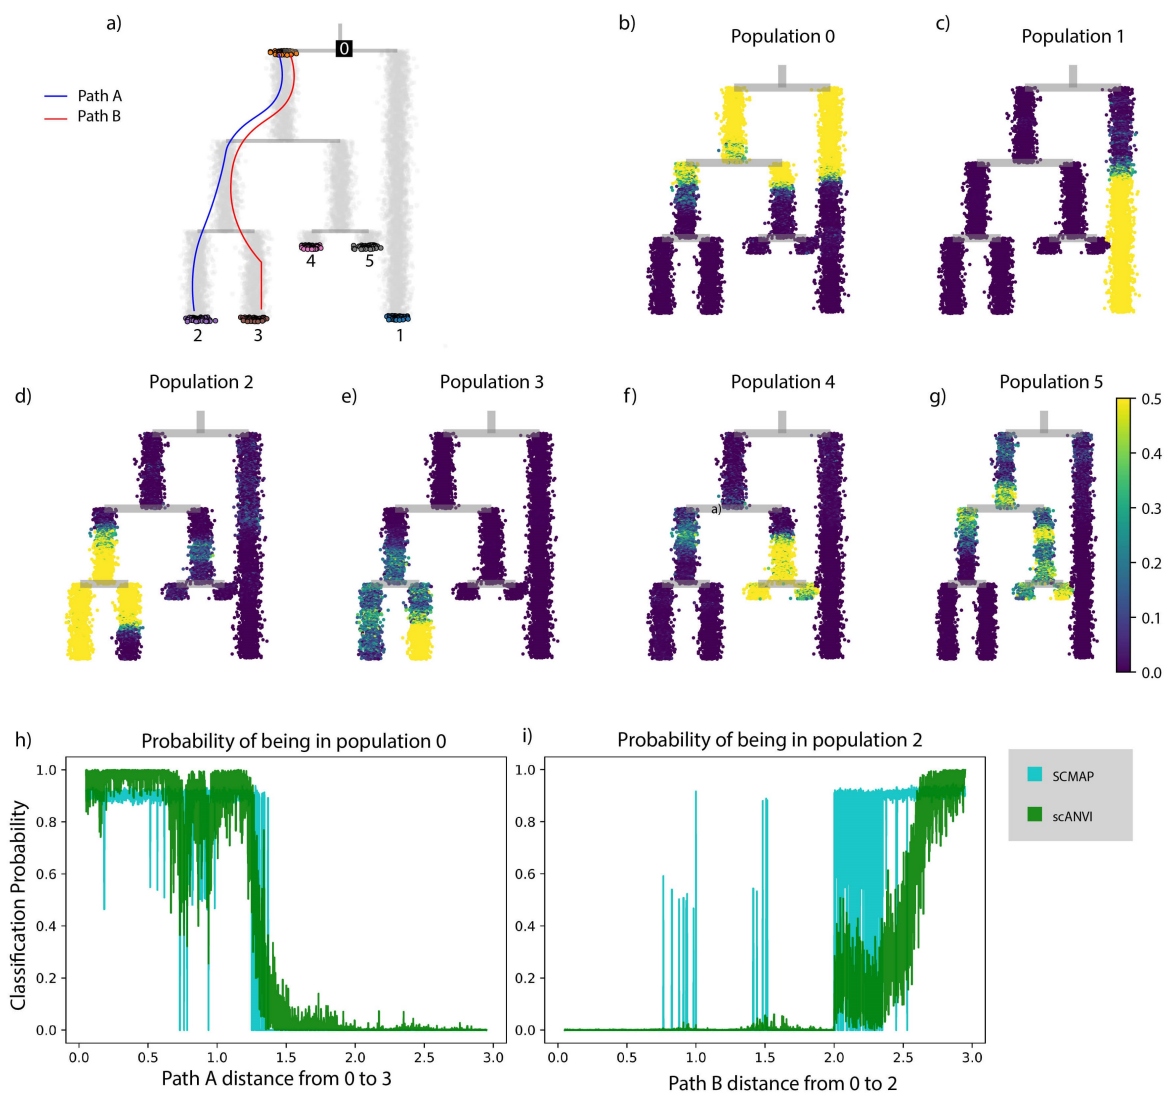 a)
b)
c)
Population 0
Population 1
0
Path A
Path B
4
5
2
3
1
Population 2
Population 3
Population 4
Population 5
d)
e)
f)
g)
0.5
0.4
0.3
0.2
0.1
0.0
a)
h)
Probability of being in population 0
i)
Probability of being in population 2
Classification Probability
1.0
0.8
0.6
0.4
0.2
0.0
0.0
0.5
1.0
1.5
2.0
2.5
3.0
Path A distance from 0 to 3
1.0
0.8
0.6
0.4
0.2
0.0
0.0
0.5
1.0
1.5
2.0
2.5
3.0
Path B distance from 0 to 2
SCMAP
scANVI